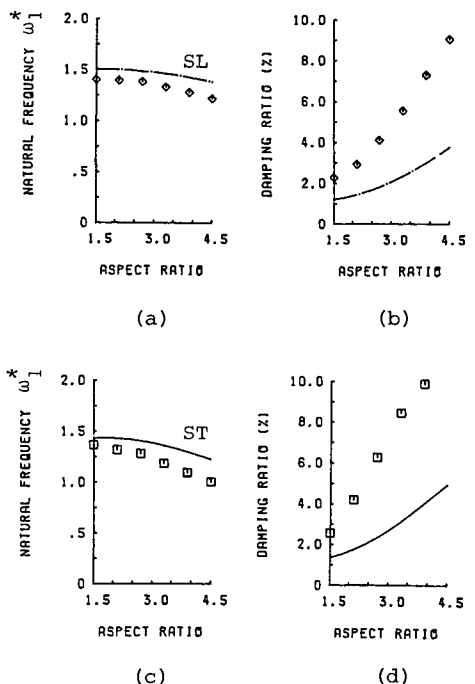 NATURAL FREQUENCY ω₁*
2.0
1.5
1.0
.5
0
SL
1.5 3.0 4.5
ASPECT RATIO
(a)
DAMPING RATIO (%)
10.0
8.0
6.0
4.0
2.0
0
1.5 3.0 4.5
ASPECT RATIO
(b)
NATURAL FREQUENCY ω₁*
2.0
1.5
1.0
.5
0
ST
1.5 3.0 4.5
ASPECT RATIO
(c)
DAMPING RATIO (%)
10.0
8.0
6.0
4.0
2.0
0
1.5 3.0 4.5
ASPECT RATIO
(d)